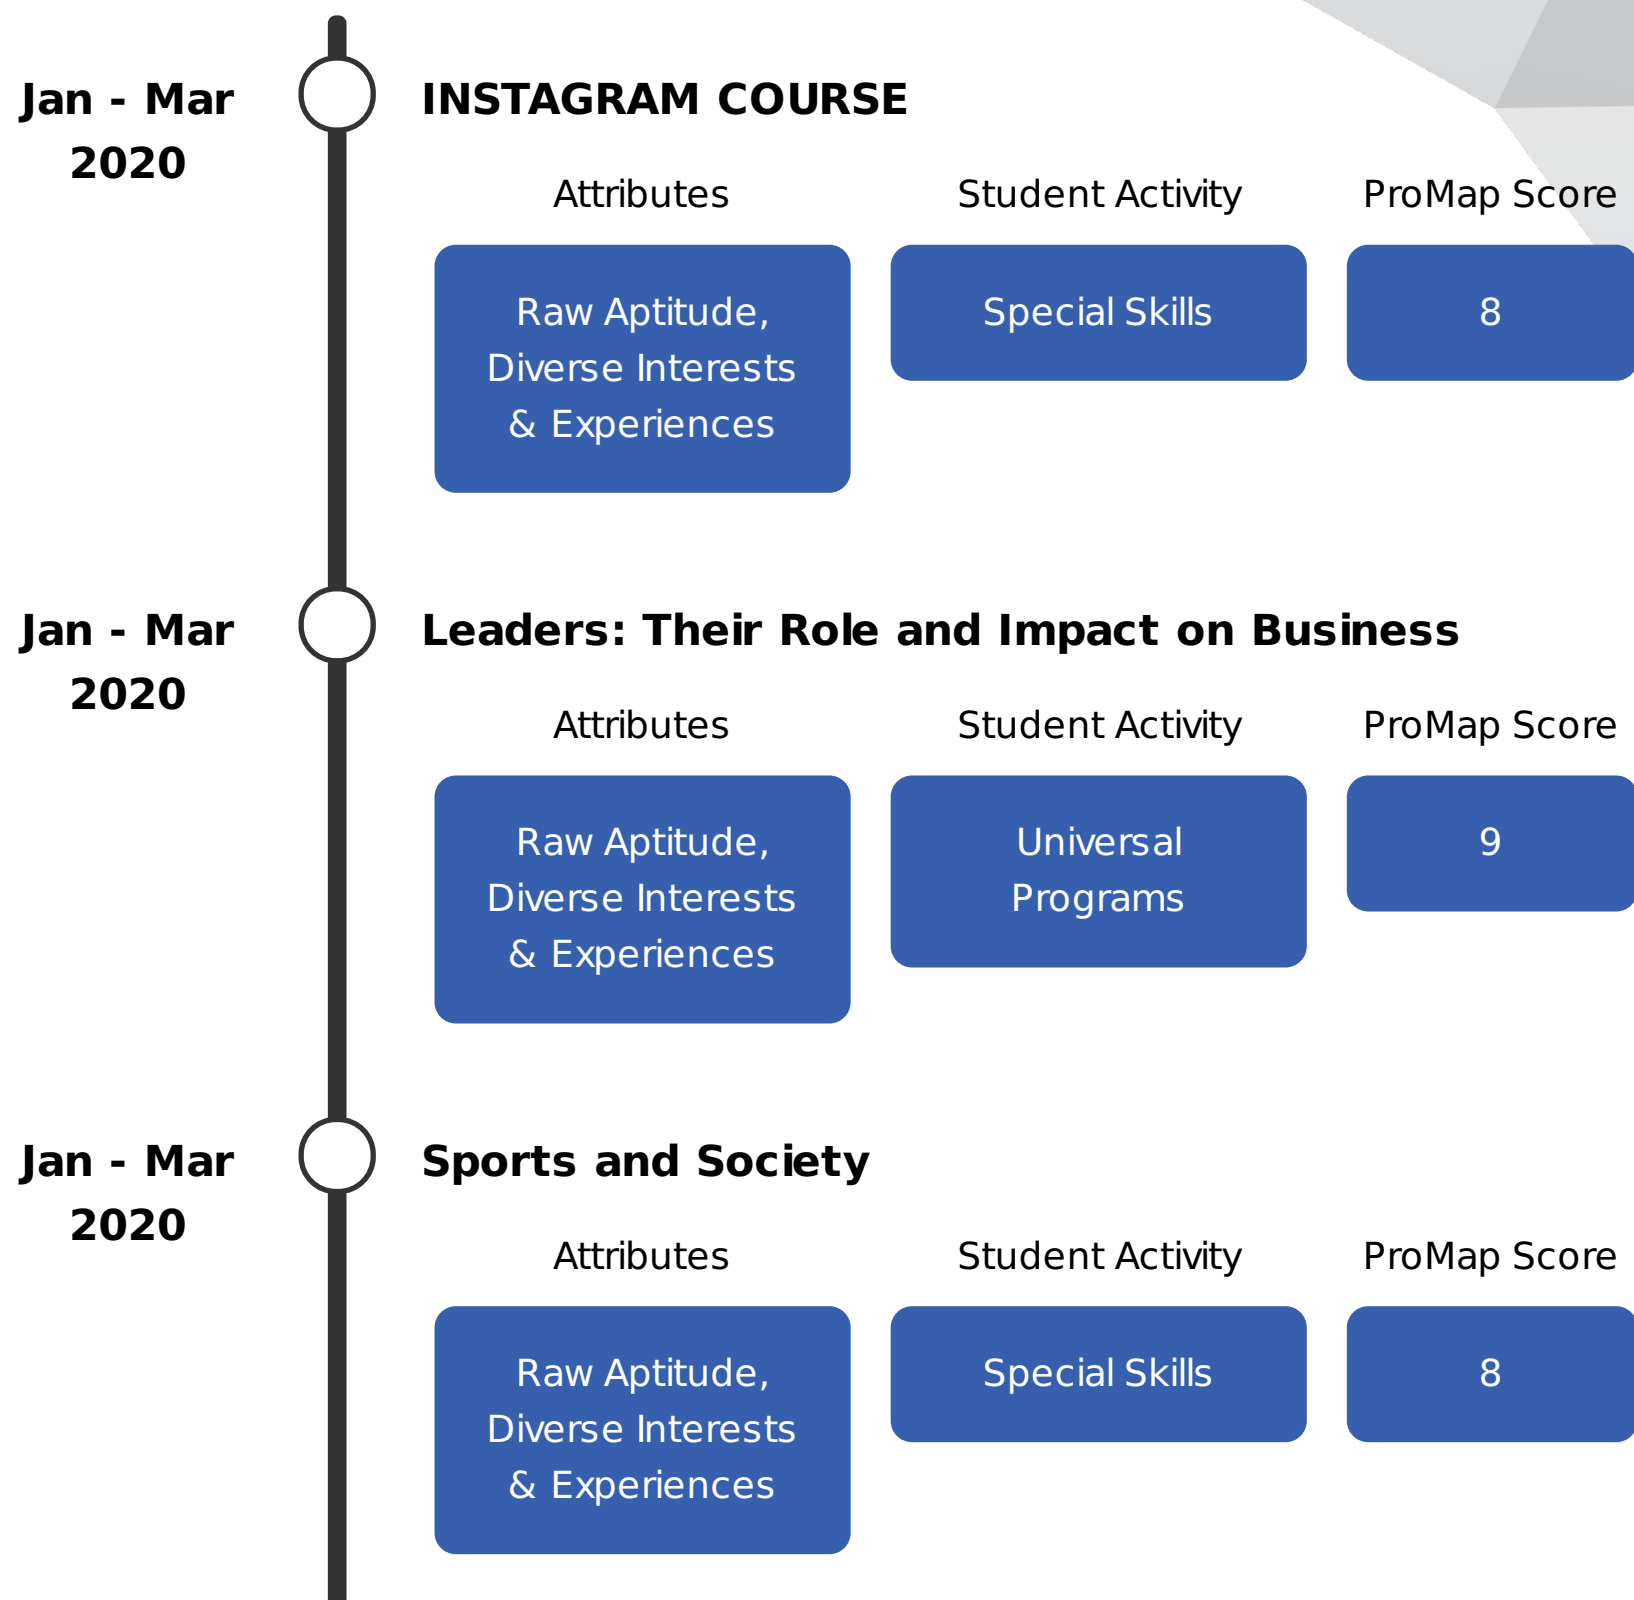 Jan - Mar
2020
INSTAGRAM COURSE
Attributes
Student Activity
ProMap Score
Raw Aptitude,
Diverse Interests
& Experiences
Special Skills
8
Jan - Mar
2020
Leaders: Their Role and Impact on Business
Attributes
Student Activity
ProMap Score
Raw Aptitude,
Diverse Interests
& Experiences
Universal
Programs
9
Jan - Mar
2020
Sports and Society
Attributes
Student Activity
ProMap Score
Raw Aptitude,
Diverse Interests
& Experiences
Special Skills
8